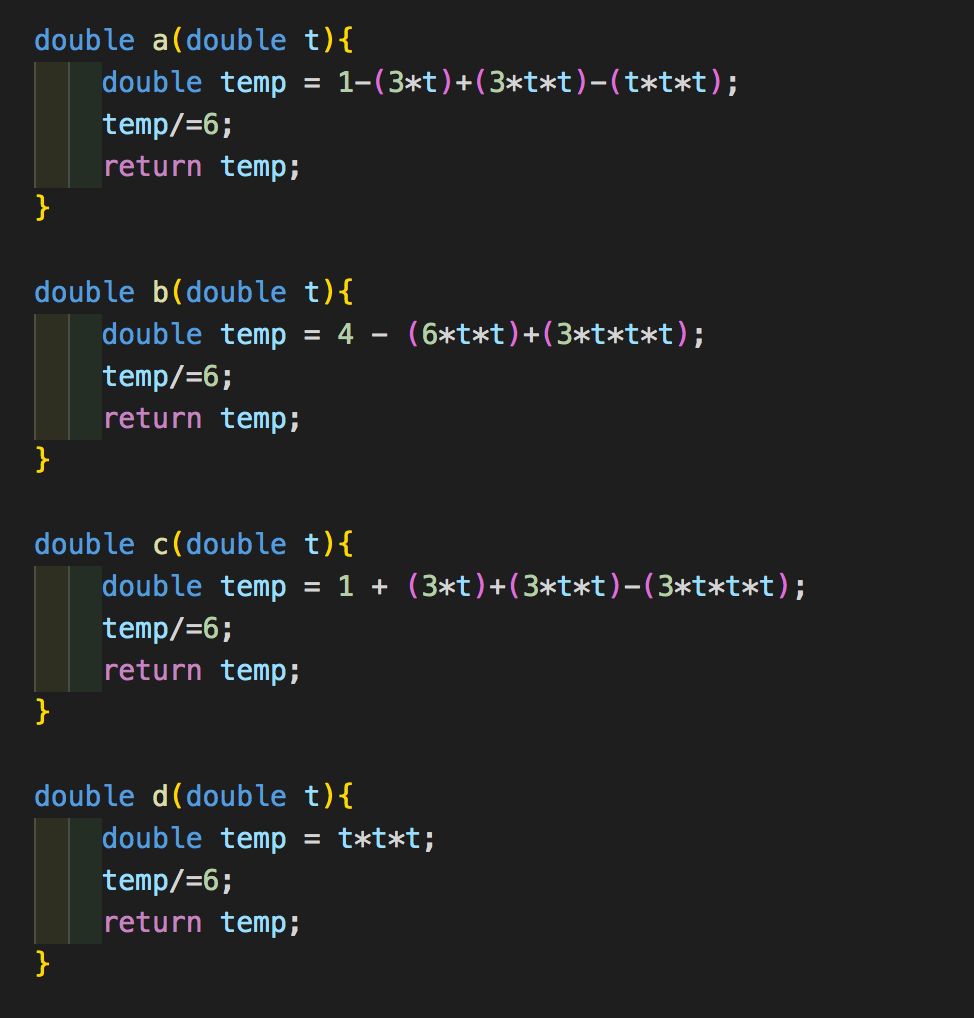 double a(double t){
    double temp = 1-(3*t)+(3*t*t)-(t*t*t);
    temp/=6;
    return temp;
}

double b(double t){
    double temp = 4 - (6*t*t)+(3*t*t*t);
    temp/=6;
    return temp;
}

double c(double t){
    double temp = 1 + (3*t)+(3*t*t)-(3*t*t*t);
    temp/=6;
    return temp;
}

double d(double t){
    double temp = t*t*t;
    temp/=6;
    return temp;
}